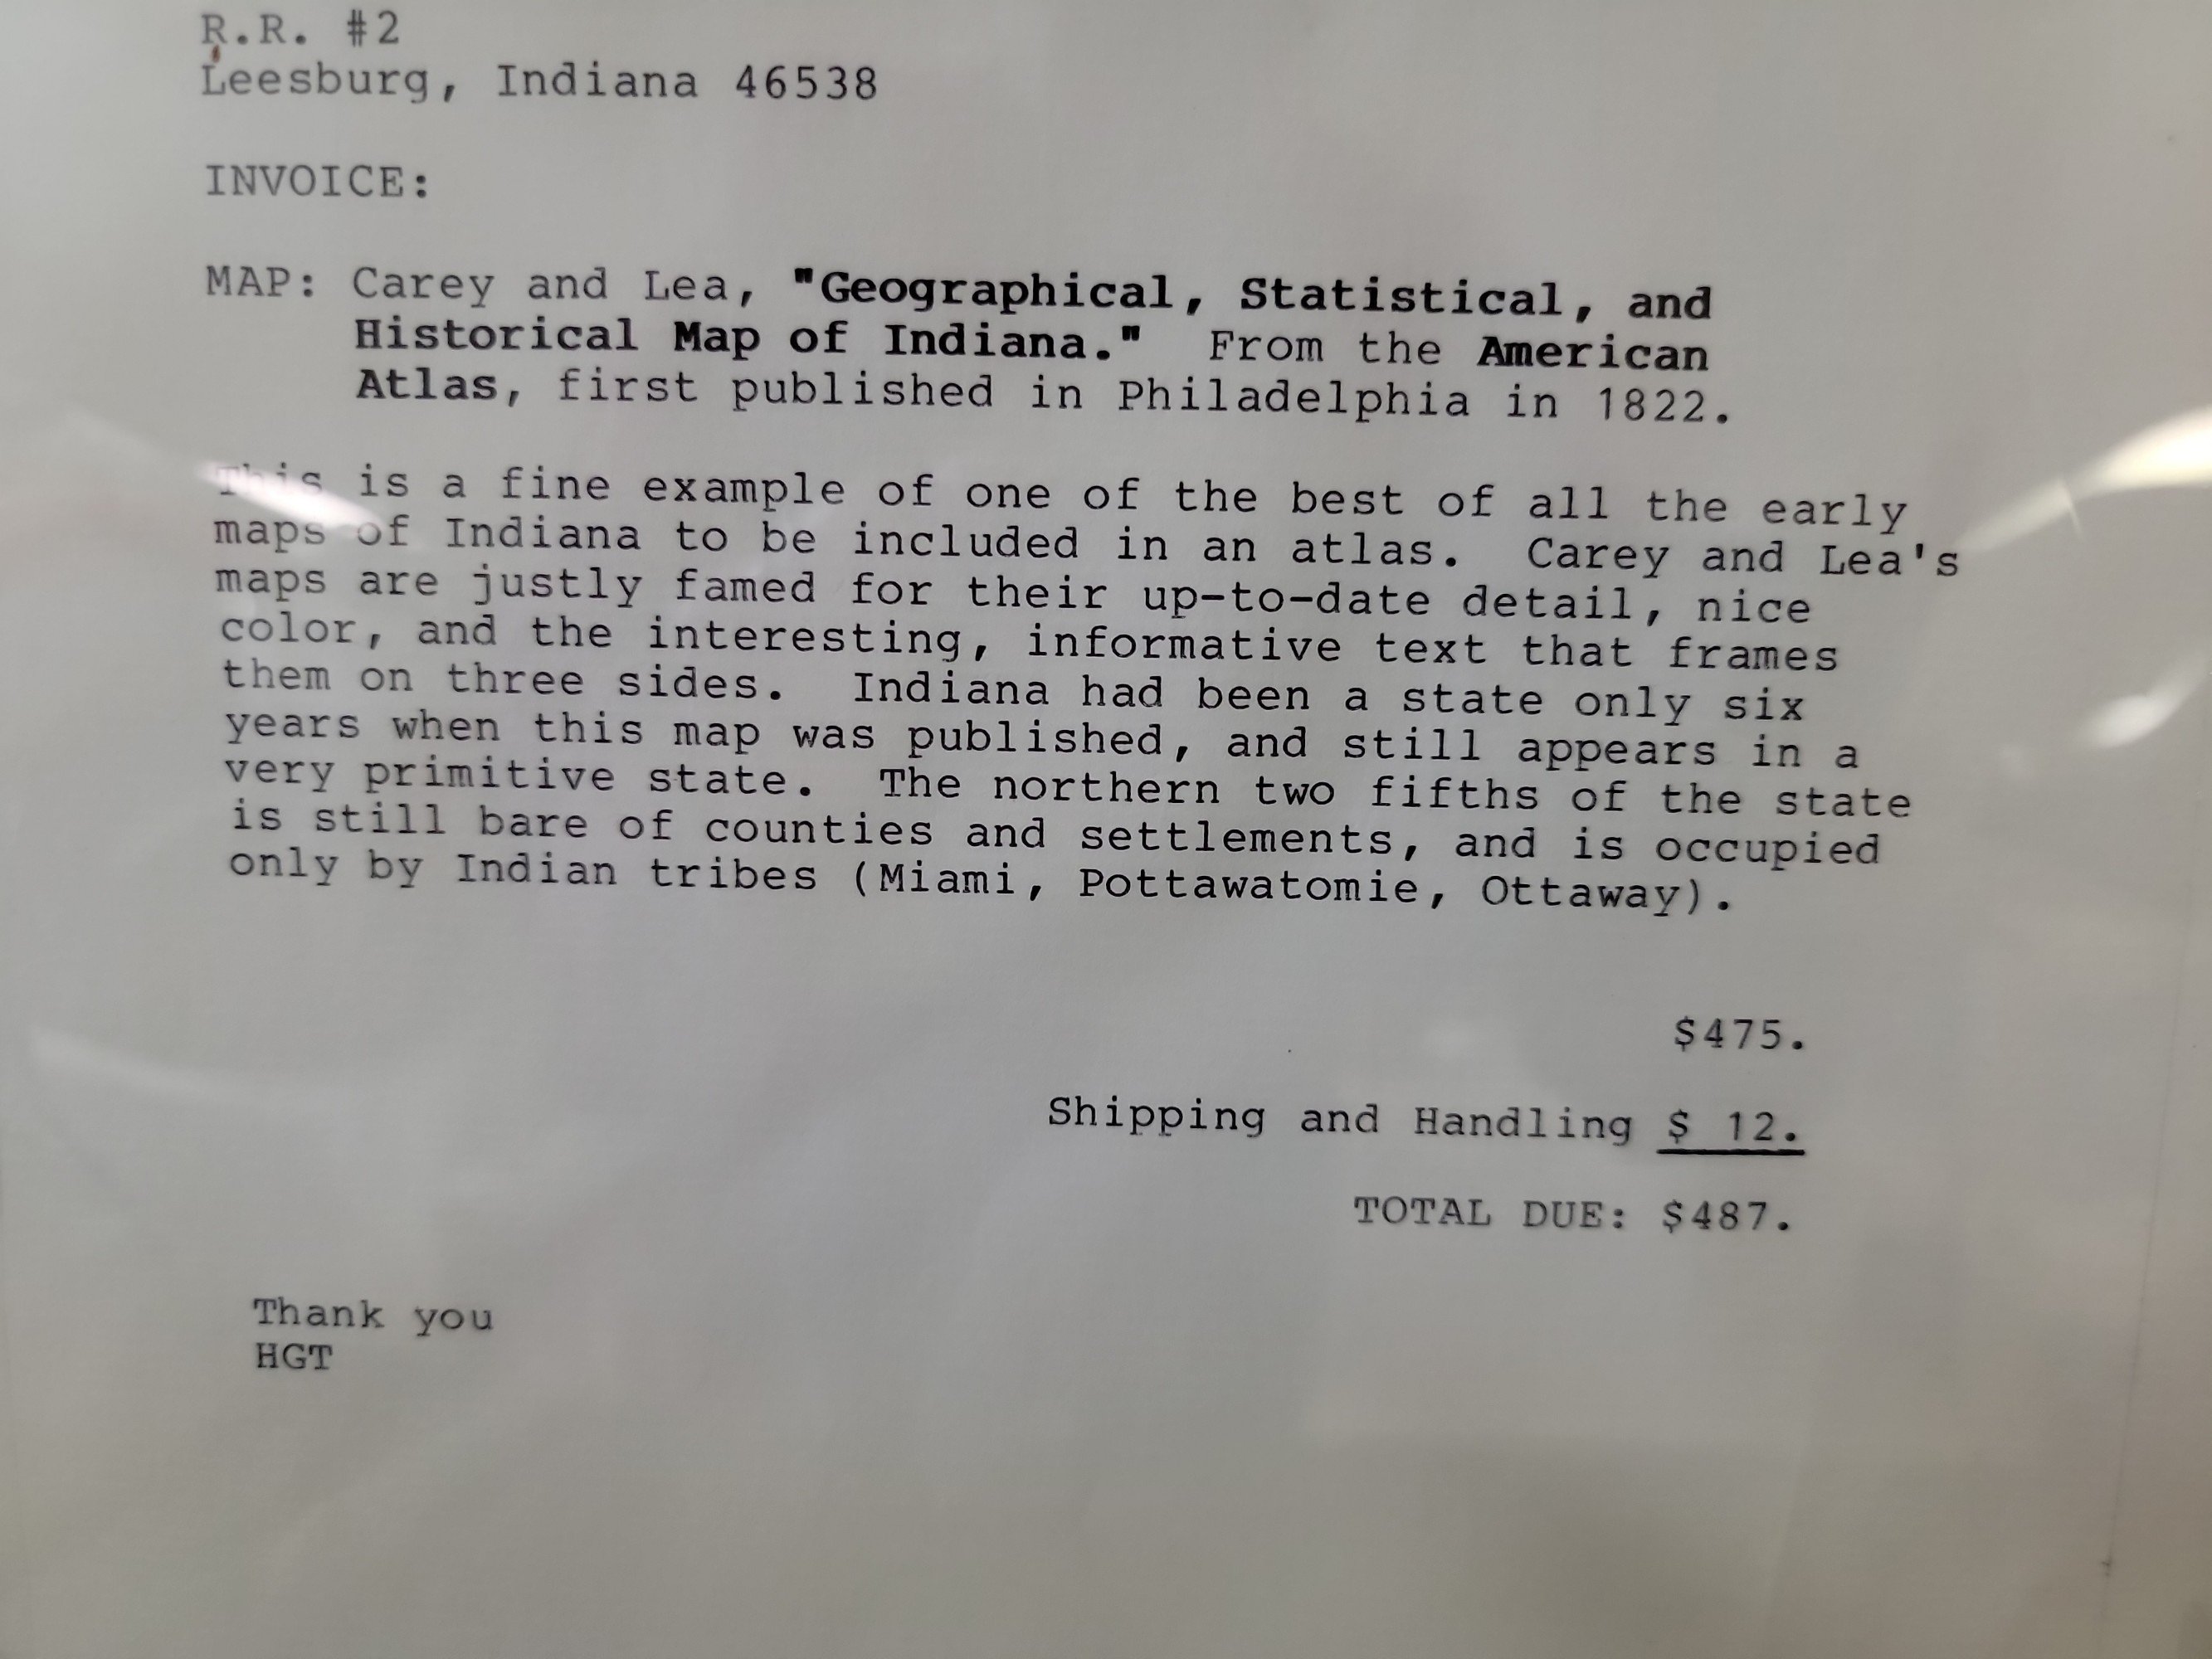 R.R. #2
Leesburg, Indiana 46538
INVOICE:
MAP: Carey and Lea, "Geographical, Statistical, and
Historical Map of Indiana." From the American
Atlas, first published in Philadelphia in 1822.
This is a fine example of one of the best of all the early
maps of Indiana to be included in an atlas. Carey and Lea's
maps are justly famed for their up-to-date detail, nice
color, and the interesting, informative text that frames
them on three sides. Indiana had been a state only six
years when this map was published, and still appears in a
very primitive state. The northern two fifths of the state
is still bare of counties and settlements, and is occupied
only by Indian tribes (Miami, Pottawatomie, Ottaway).
$475.
Shipping and Handling $ 12.
TOTAL DUE: $487.
Thank you
HGT